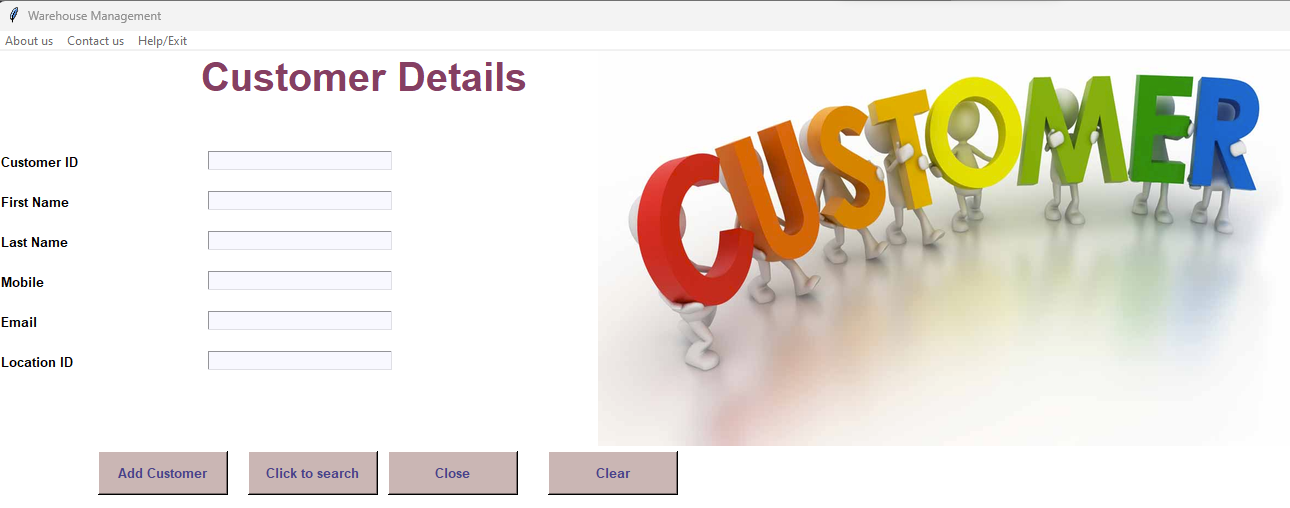 Warehouse Management
About us Contact us Help/Exit
Customer Details
CUSTOMER
Customer ID
First Name
Last Name
Mobile
Email
Location ID
Add Customer Click to search Close Clear